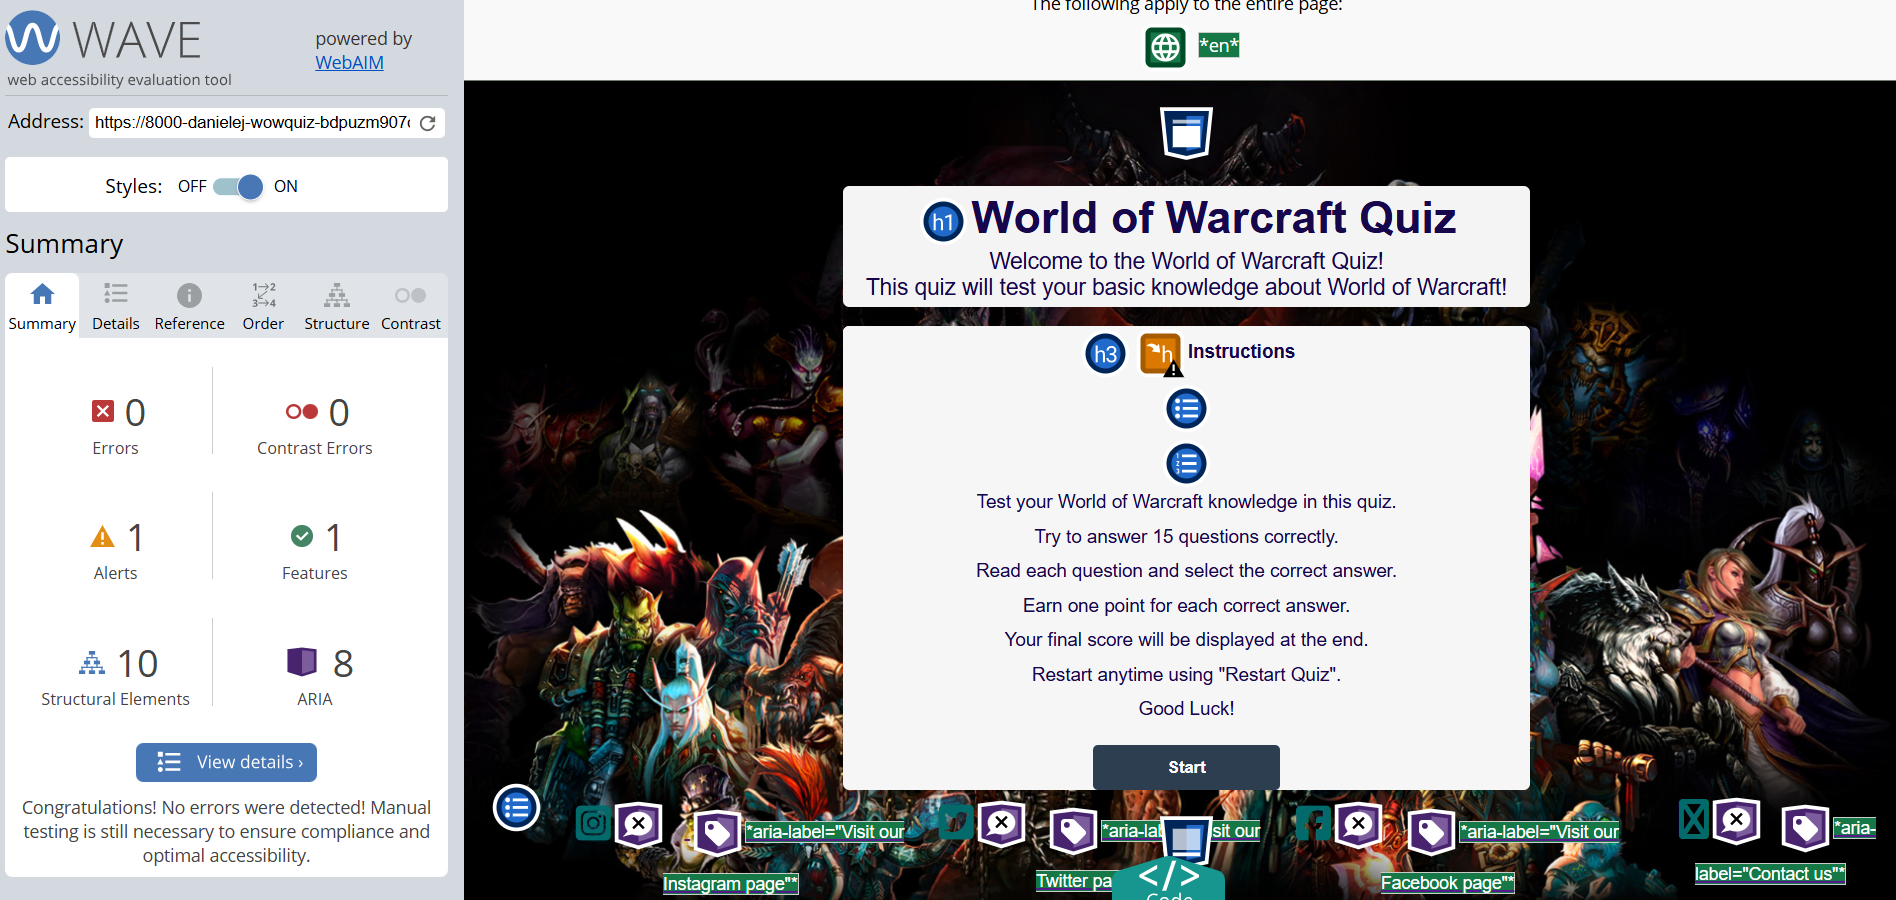 WAVE
web accessibility evaluation tool
powered by
WebAIM
Address: https://8000-danielej-wowquiz-bdpuzm907
Styles: OFF ON
Summary
Summary Details Reference Order Structure Contrast
0 Errors
0 Contrast Errors
1 Alerts
1 Features
10 Structural Elements
8 ARIA
View details ›
Congratulations! No errors were detected! Manual
testing is still necessary to ensure compliance and
optimal accessibility.
The following apply to the entire page:
*en*
h1 World of Warcraft Quiz
Welcome to the World of Warcraft Quiz!
This quiz will test your basic knowledge about World of Warcraft!
h3 h Instructions
Test your World of Warcraft knowledge in this quiz.
Try to answer 15 questions correctly.
Read each question and select the correct answer.
Earn one point for each correct answer.
Your final score will be displayed at the end.
Restart anytime using "Restart Quiz".
Good Luck!
Start
*aria-label="Visit our
Instagram page"*
*aria-lab sit our
Twitter pa
*aria-label="Visit our
Facebook page"*
*aria-
label="Contact us"*
</> Code